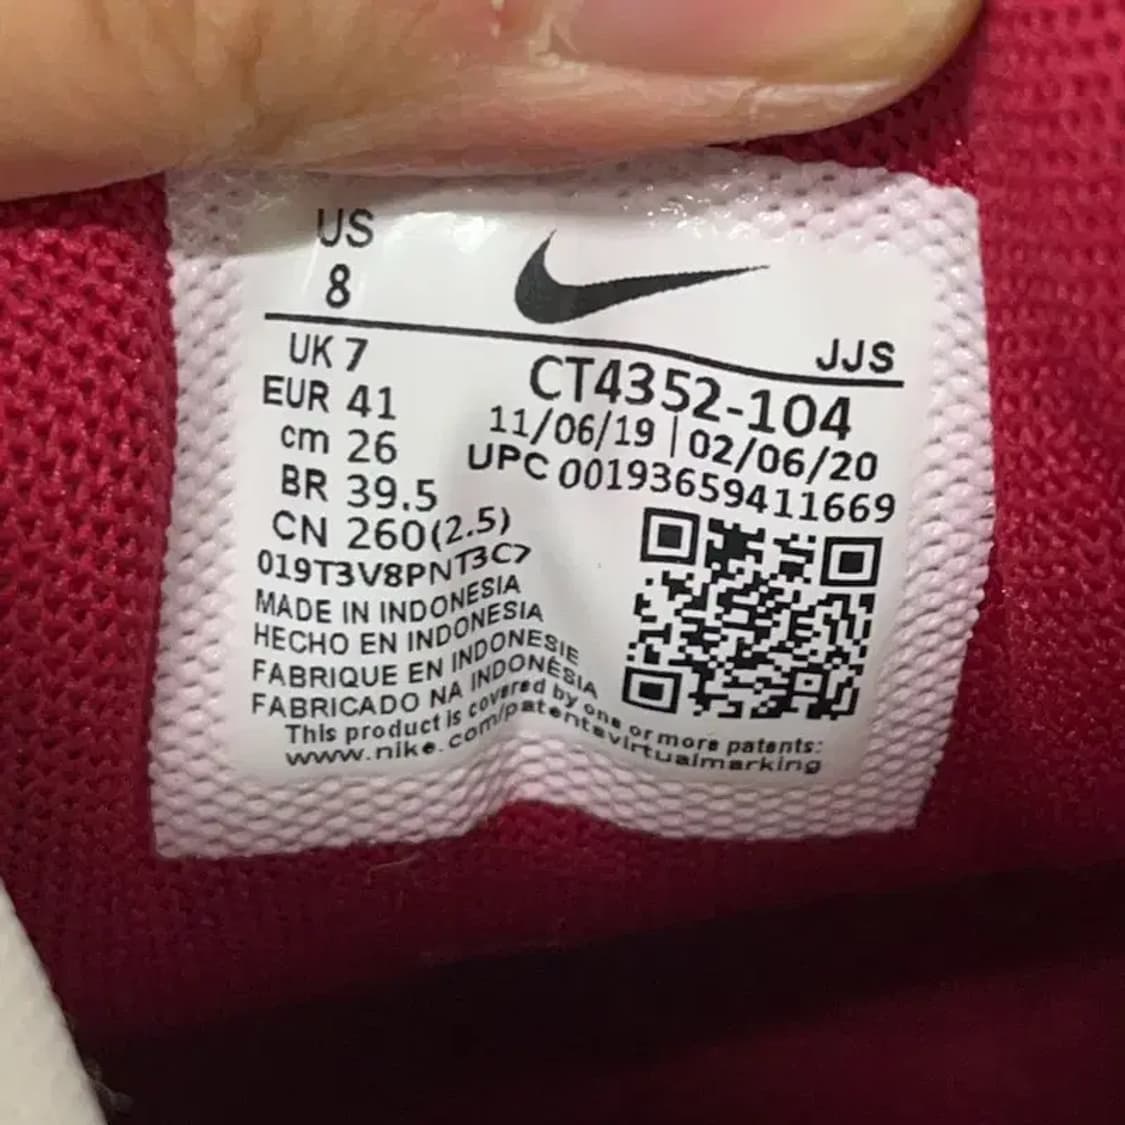 US
8
UK 7
EUR 41
cm 26
BR 39.5
CN 260(2.5)
019T3V8PNT3C7
MADE IN INDONESIA
HECHO EN INDONESIA
FABRIQUE EN INDONESIE
FABRICADO NA INDONÉSIA
This product is covered by one or more patents:
www.nike.com/patentsvirtualmarking
JJS
CT4352-104
11/06/19 | 02/06/20
UPC 00193659411669